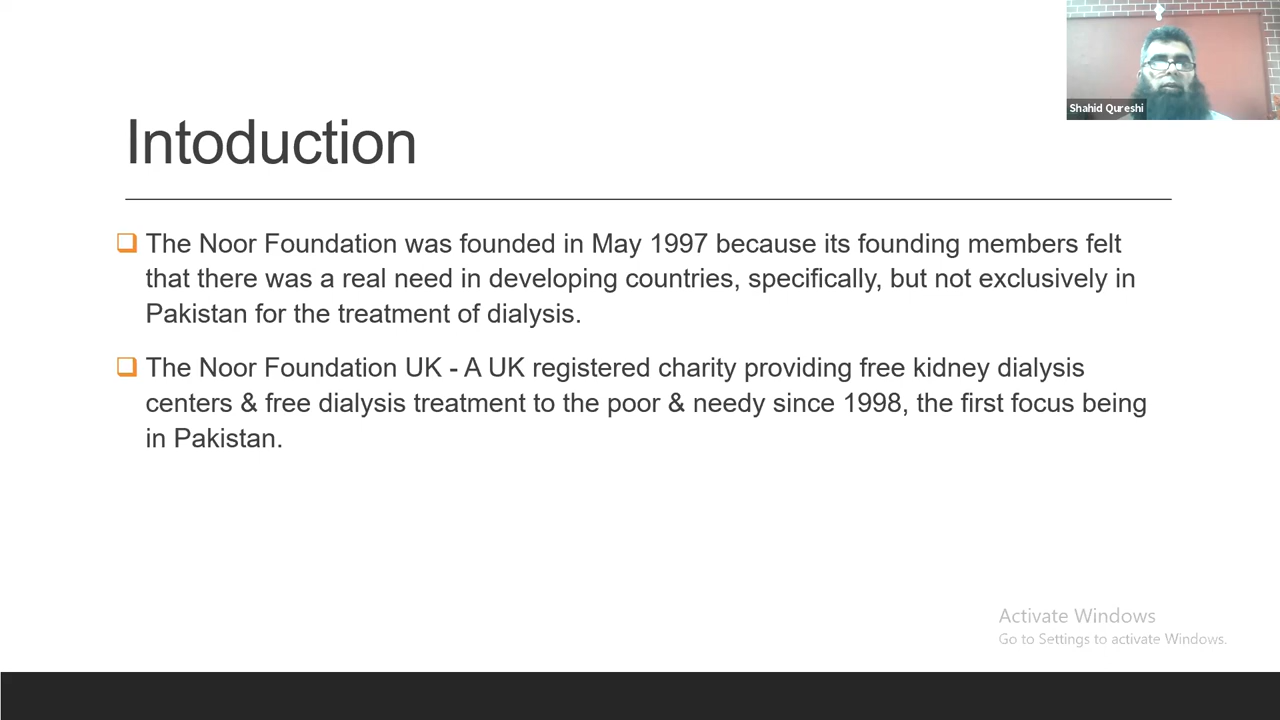 Shahid Qureshi
Intoduction
The Noor Foundation was founded in May 1997 because its founding members felt
that there was a real need in developing countries, specifically, but not exclusively in
Pakistan for the treatment of dialysis.
The Noor Foundation UK - A UK registered charity providing free kidney dialysis
centers & free dialysis treatment to the poor & needy since 1998, the first focus being
in Pakistan.
Activate Windows
Go to Settings to activate Windows.